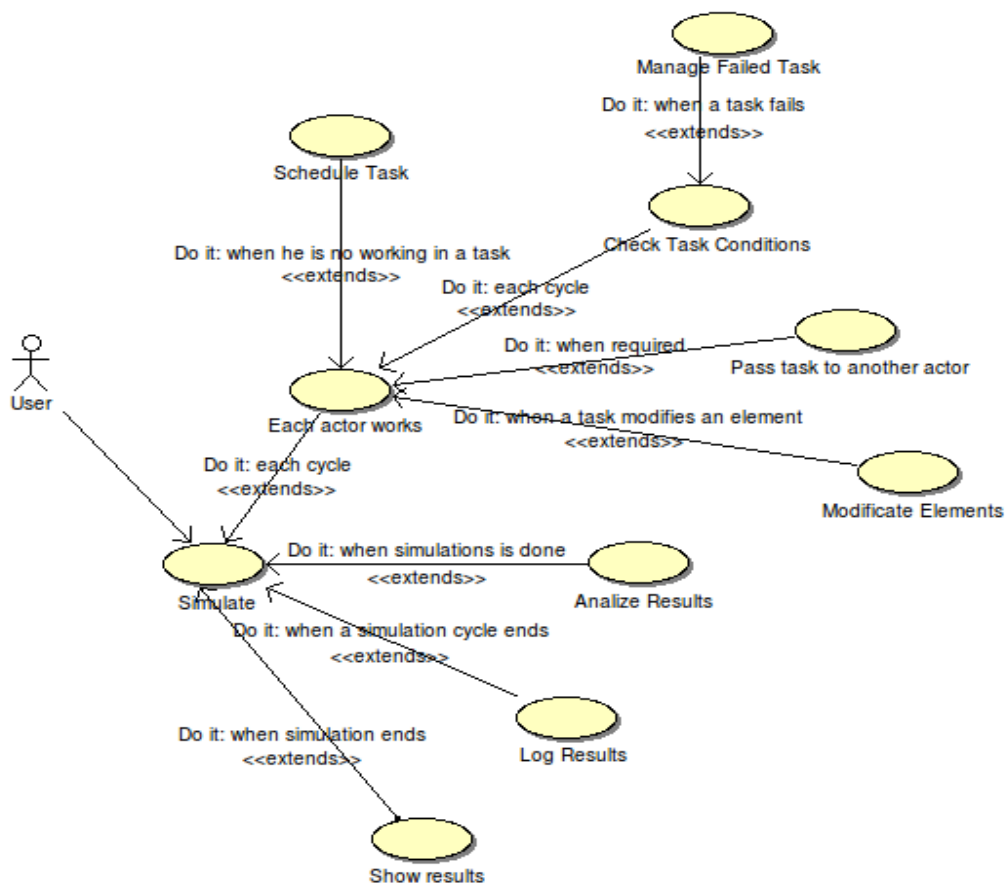 Manage Failed Task
Do it: when a task fails
<<extends>>
Schedule Task
Check Task Conditions
Do it: when he is no working in a task
<<extends>>
Do it: each cycle
<<extends>>
Do it: when required
<<extends>>
Pass task to another actor
User
Each actor works
Do it: when a task modifies an element
<<extends>>
Do it: each cycle
<<extends>>
Modificate Elements
Do it: when simulations is done
<<extends>>
Simulate
Analize Results
Do it: when a simulation cycle ends
<<extends>>
Do it: when simulation ends
<<extends>>
Log Results
Show results